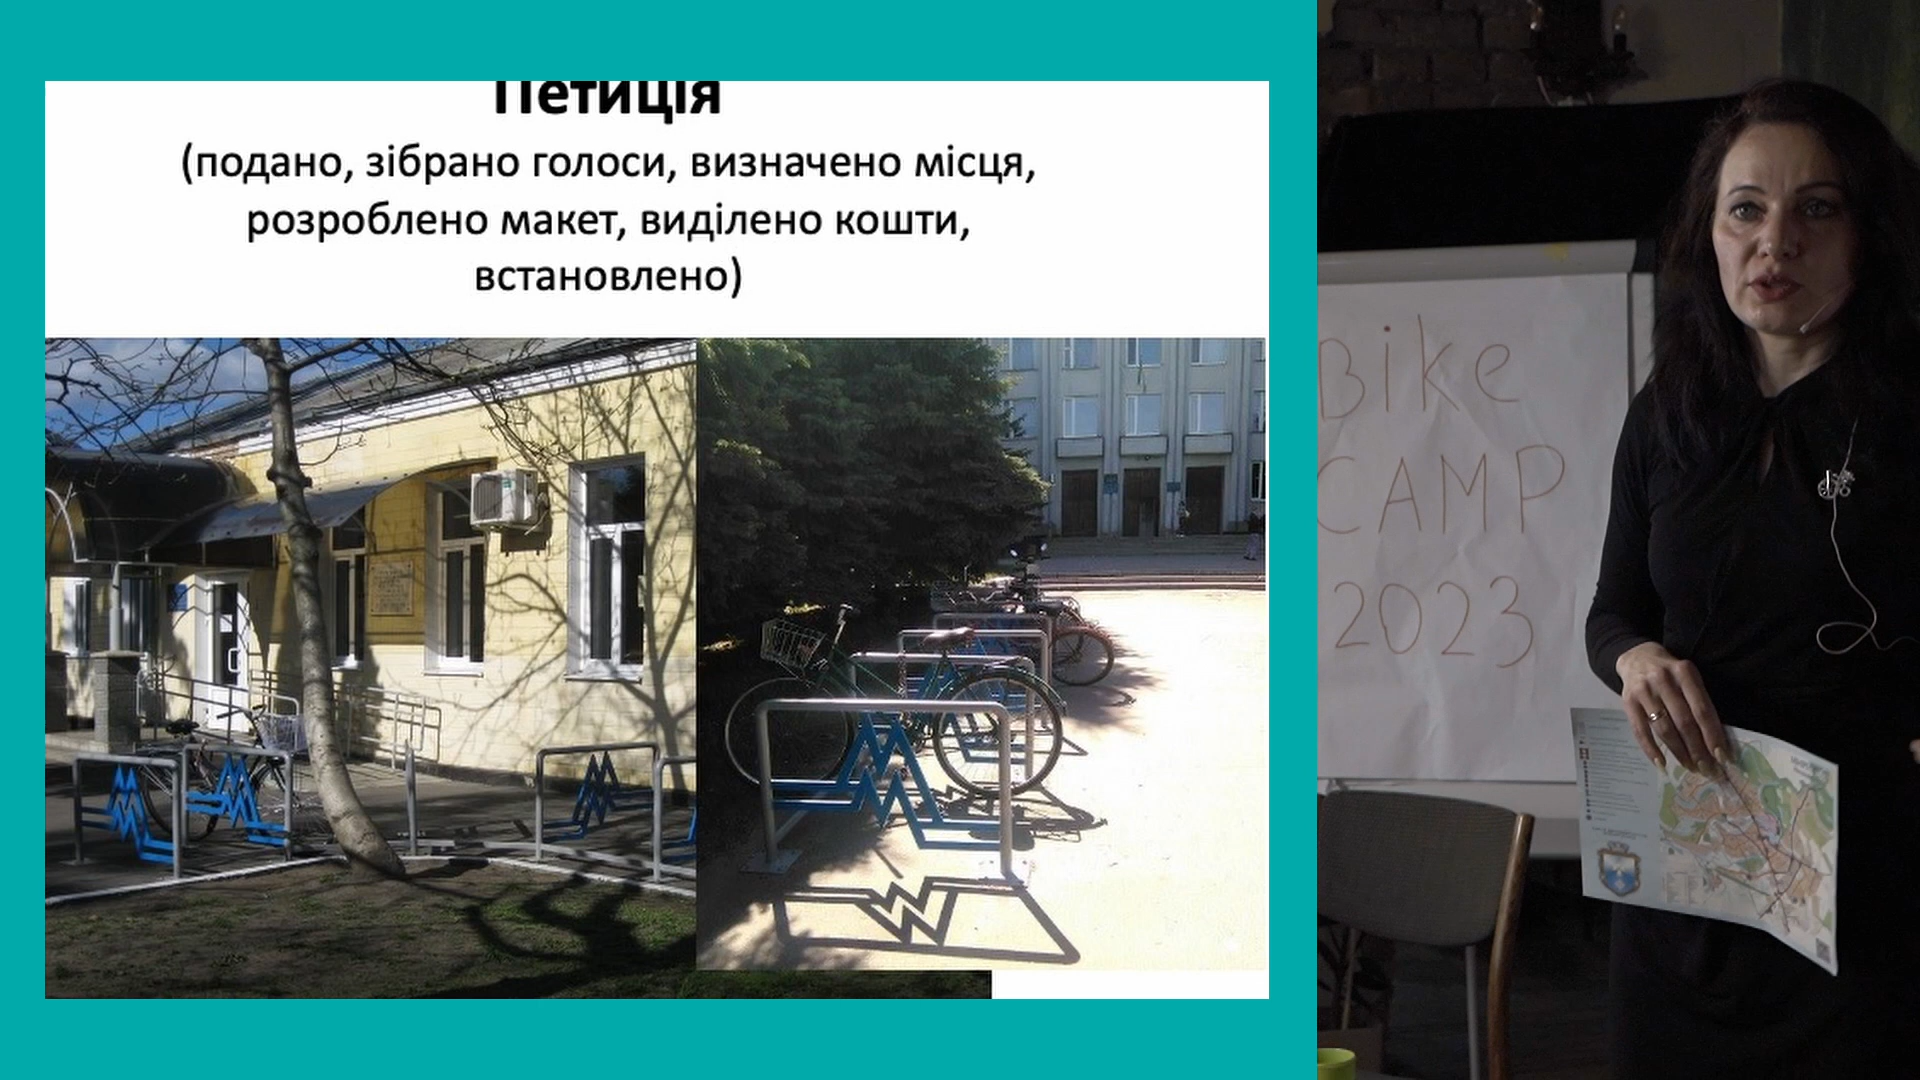 Петиція
(подано, зібрано голоси, визначено місця,
розроблено макет, виділено кошти,
встановлено)
Bike
CAMP
2023